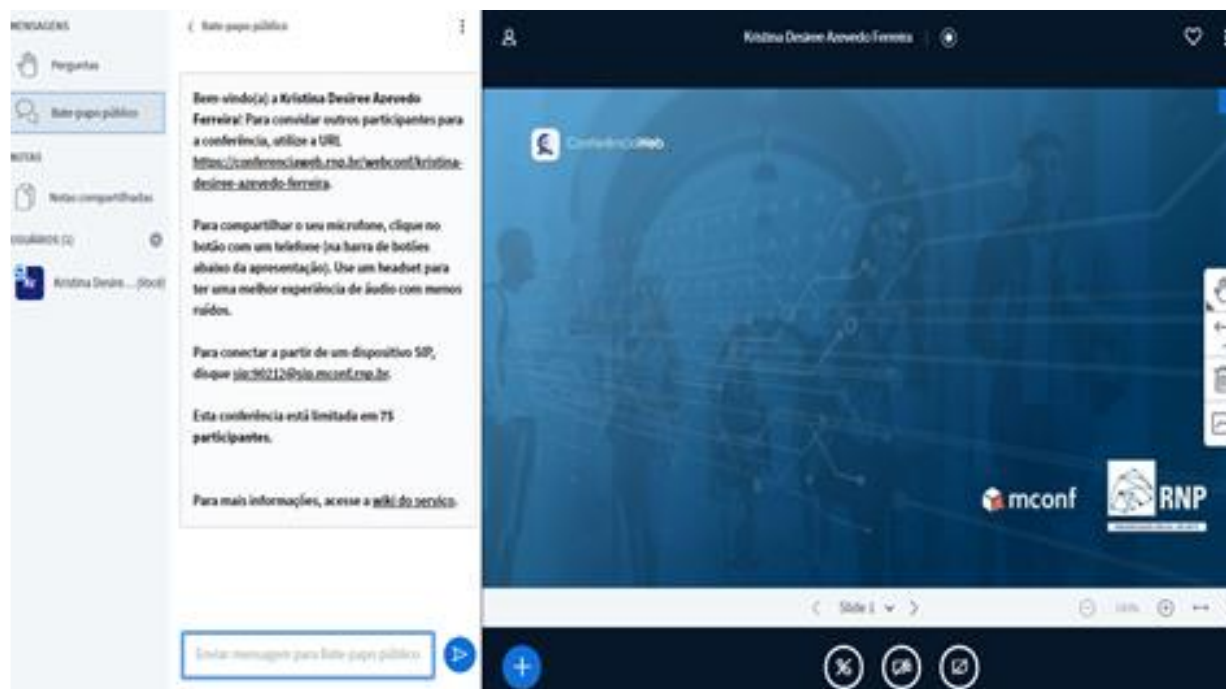 MENSAGENS
Perguntas
Bate-papo público
NOTAS
Notas compartilhadas
USUÁRIOS (1)
Kristina Desire... (Você)
Bate-papo público
Bem-vindo(a) a Kristina Desiree Azevedo
Ferreira! Para convidar outros participantes para
a conferência, utilize a URL
https://conferenciaweb.rnp.br/webconf/kristina-
desiree-azevedo-ferreira.
Para compartilhar o seu microfone, clique no
botão com um telefone (na barra de botões
abaixo da apresentação). Use um headset para
ter uma melhor experiência de áudio com menos
ruídos.
Para conectar a partir de um dispositivo SIP,
disque sip:90212@sip.mconf.rnp.br.
Esta conferência está limitada em 75
participantes.
Para mais informações, acesse a wiki do serviço.
Enviar mensagem para Bate-papo público
Kristina Desiree Azevedo Ferreira
ConferênciaWeb
mconf
RNP
Slide 1